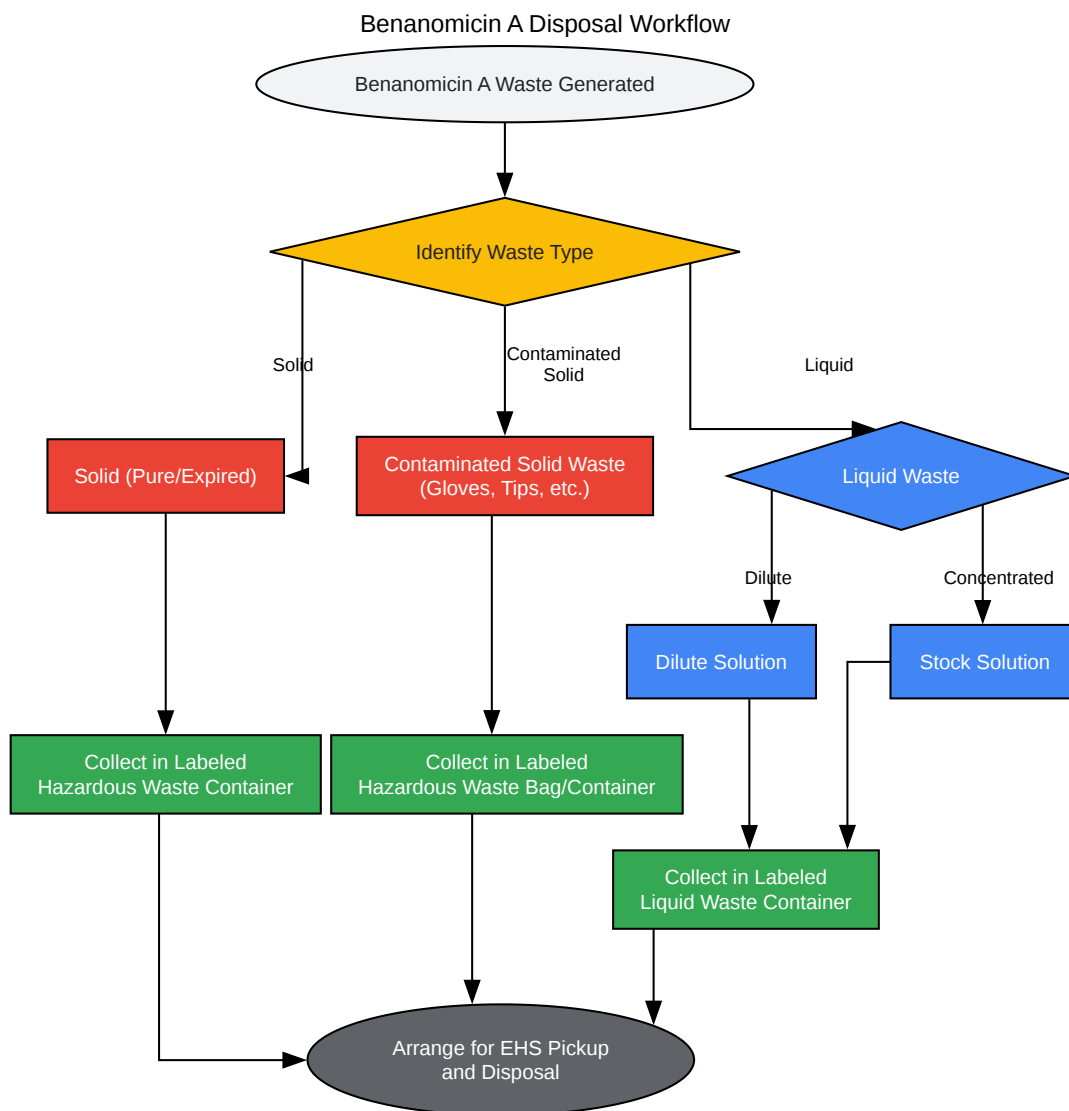 Benanomicin A Disposal Workflow
Benanomicin A Waste Generated
Identify Waste Type
Solid
Contaminated
Solid
Liquid
Solid (Pure/Expired)
Contaminated Solid Waste
(Gloves, Tips, etc.)
Liquid Waste
Dilute
Concentrated
Dilute Solution
Stock Solution
Collect in Labeled
Hazardous Waste Container
Collect in Labeled
Hazardous Waste Bag/Container
Collect in Labeled
Liquid Waste Container
Arrange for EHS Pickup
and Disposal